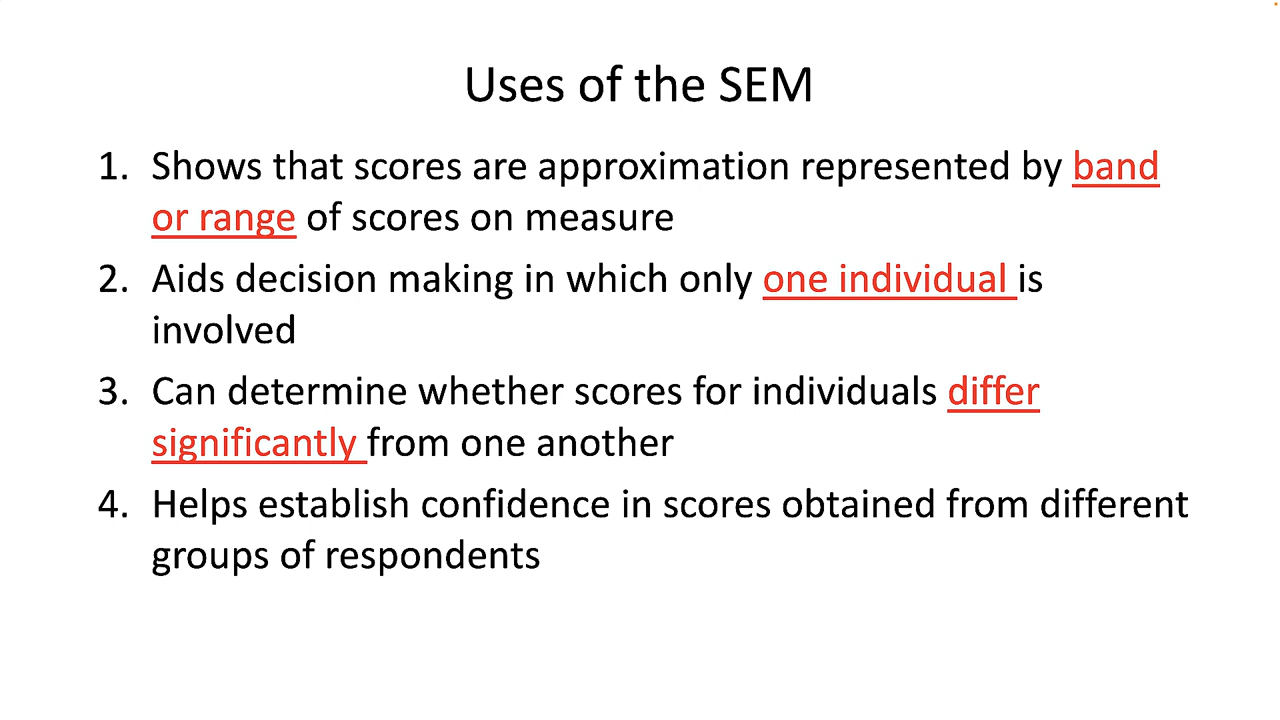 Uses of the SEM
1. Shows that scores are approximation represented by band
or range of scores on measure
2. Aids decision making in which only one individual is
involved
3. Can determine whether scores for individuals differ
significantly from one another
4. Helps establish confidence in scores obtained from different
groups of respondents